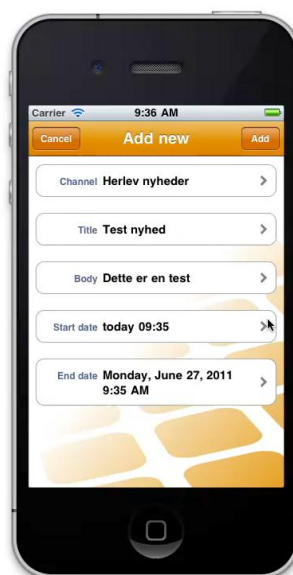 Carrier 9:36 AM
Cancel Add new Add
Channel Herlev nyheder
Title Test nyhed
Body Dette er en test
Start date today 09:35
End date Monday, June 27, 2011
9:35 AM